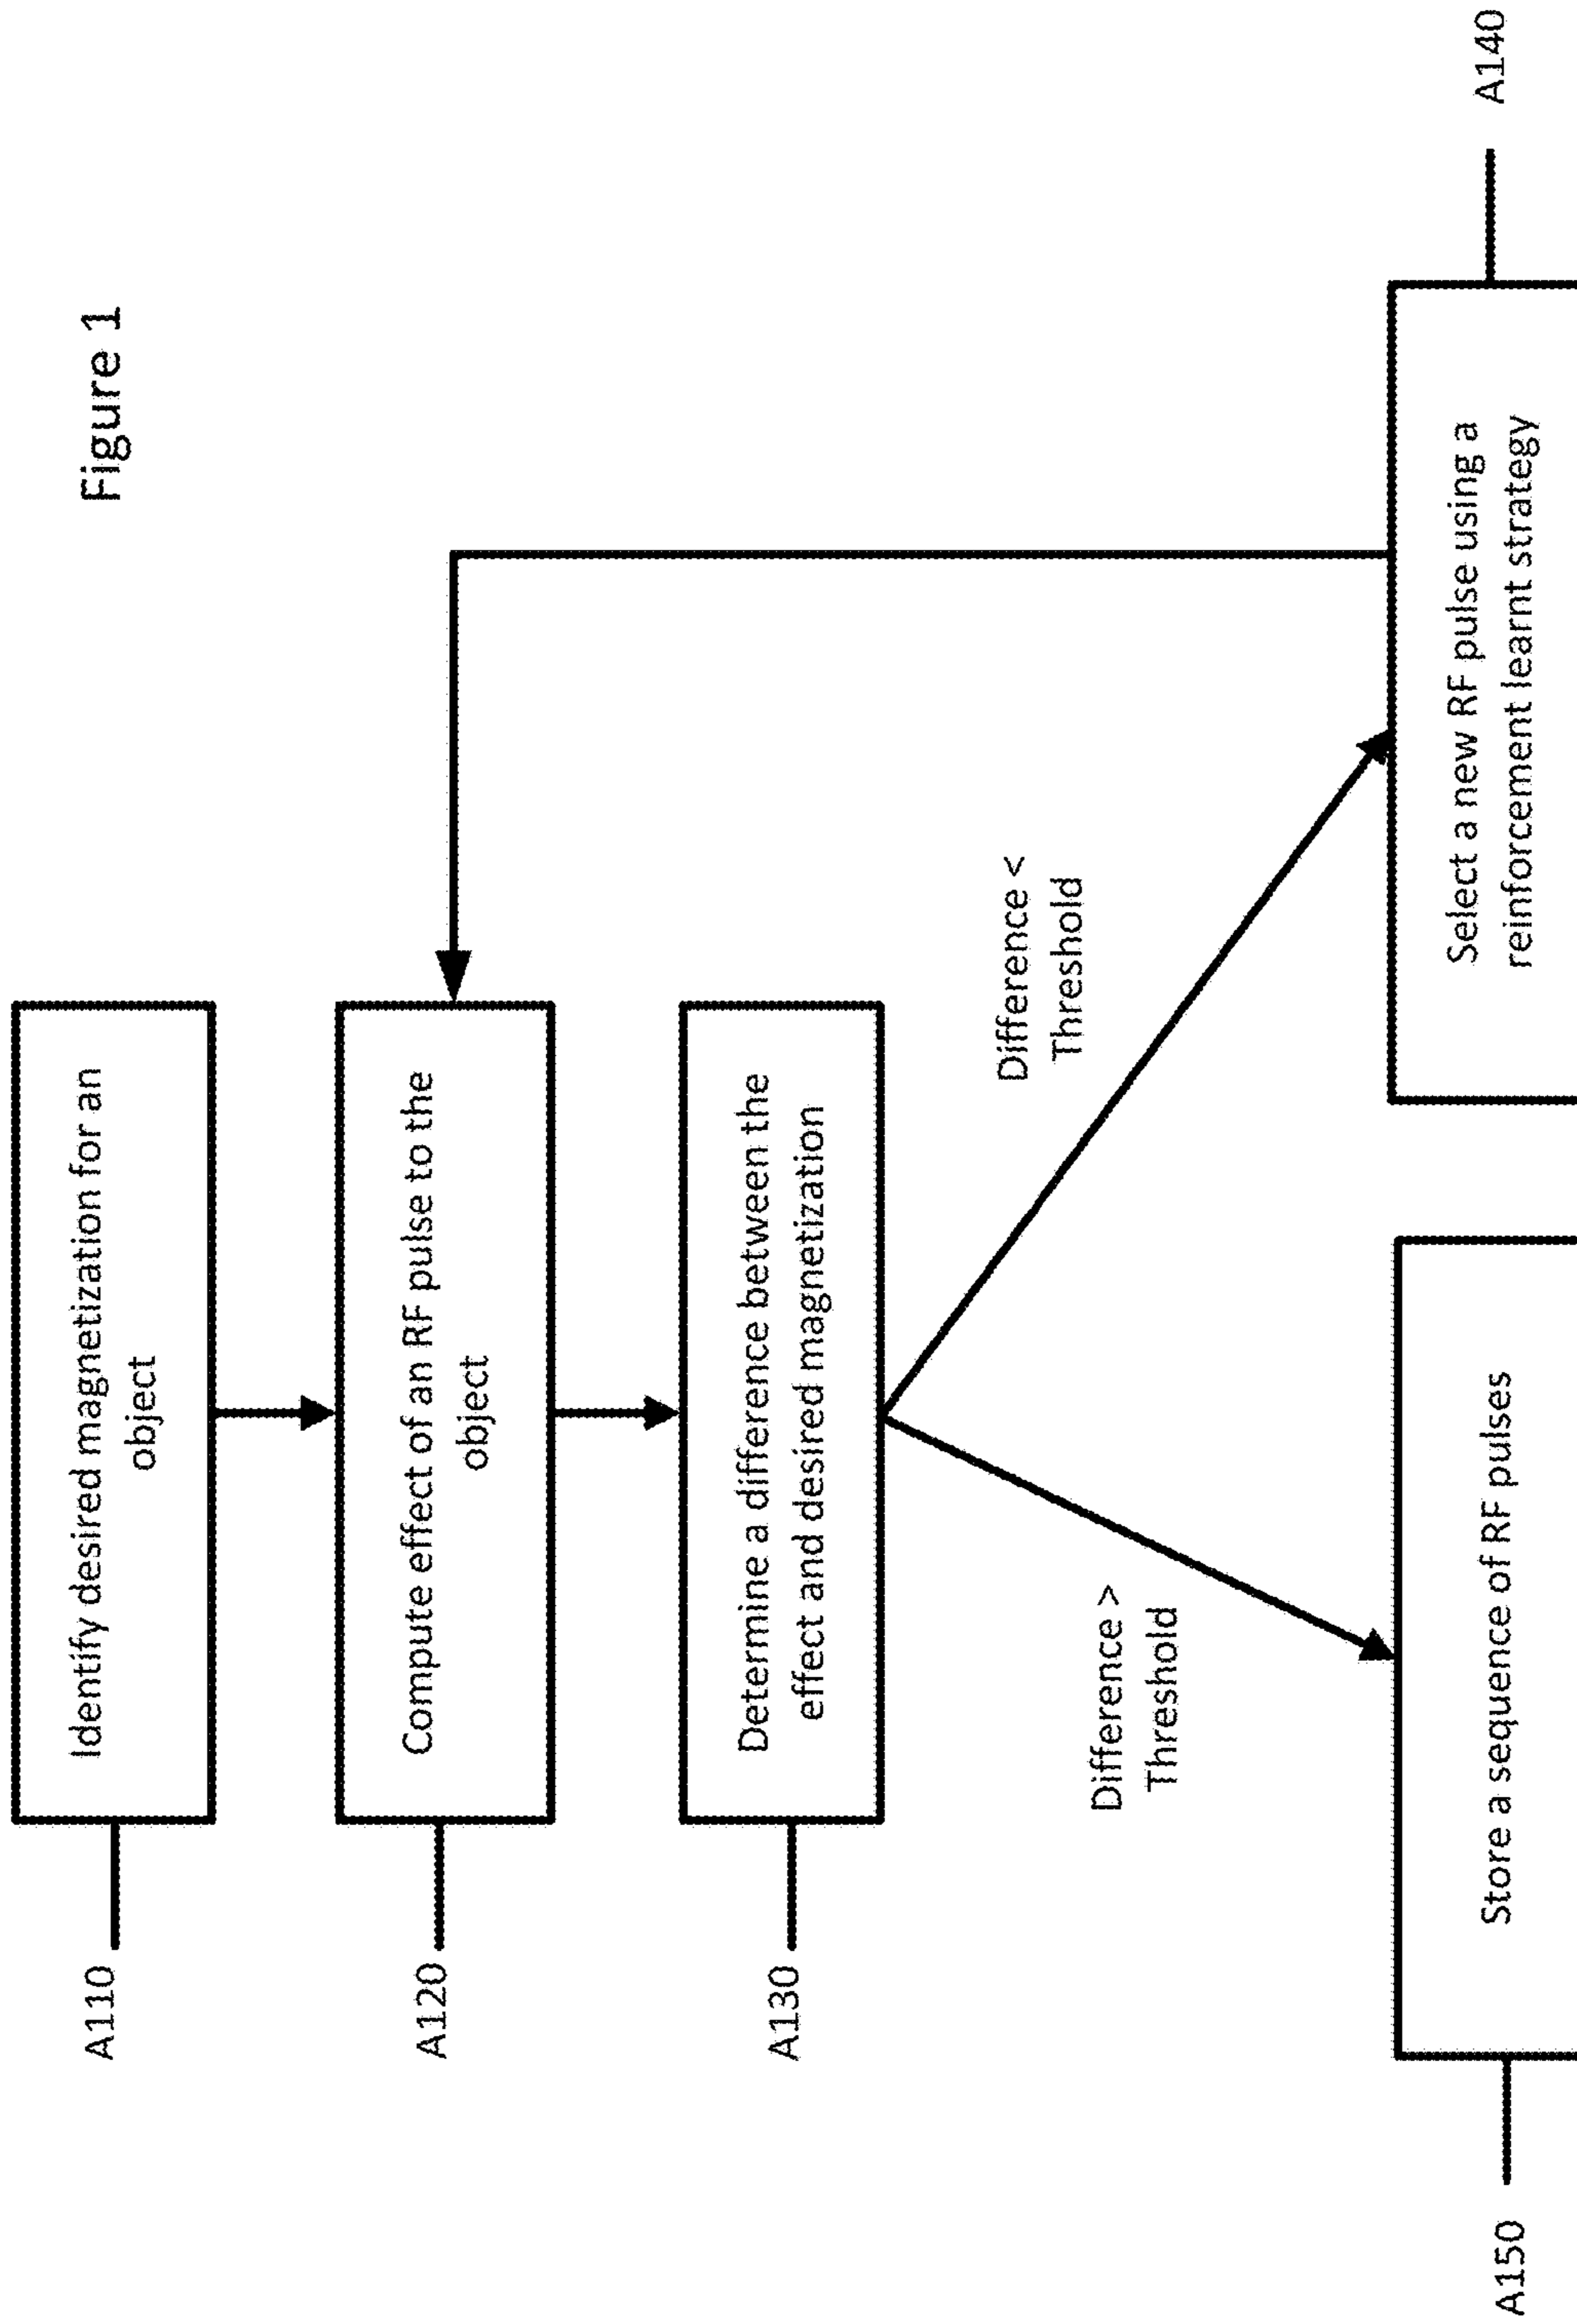 Figure 1
A110
Identify desired magnetization for an
object
A120
Compute effect of an RF pulse to the
object
A130
Determine a difference between the
effect and desired magnetization
Difference >
Threshold
Difference <
Threshold
A150
Store a sequence of RF pulses
Select a new RF pulse using a
reinforcement learnt strategy
A140